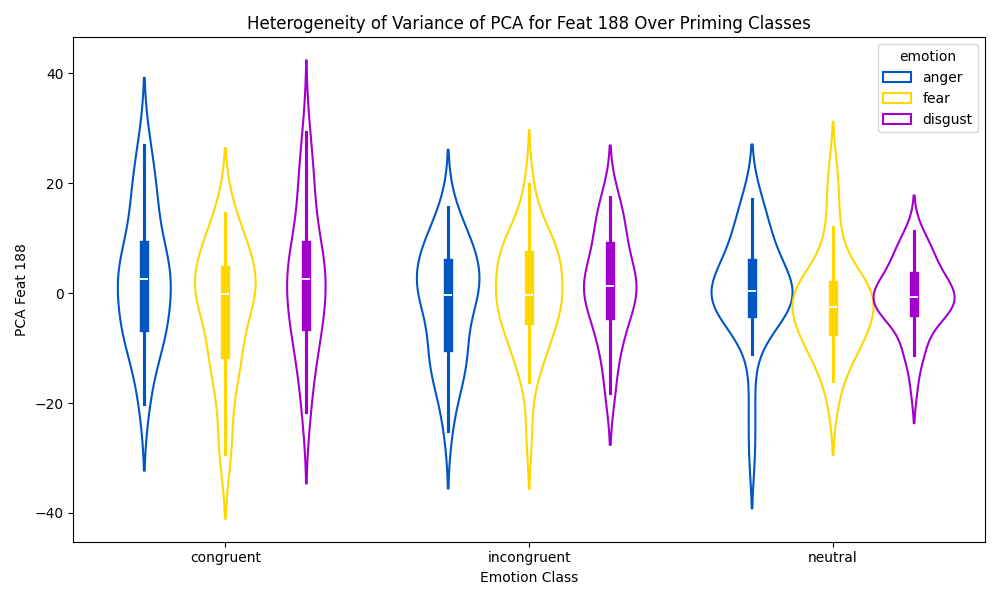 Heterogeneity of Variance of PCA for Feat 188 Over Priming Classes
emotion
anger
fear
disgust
PCA Feat 188
40
20
0
−20
−40
congruent
incongruent
neutral
Emotion Class